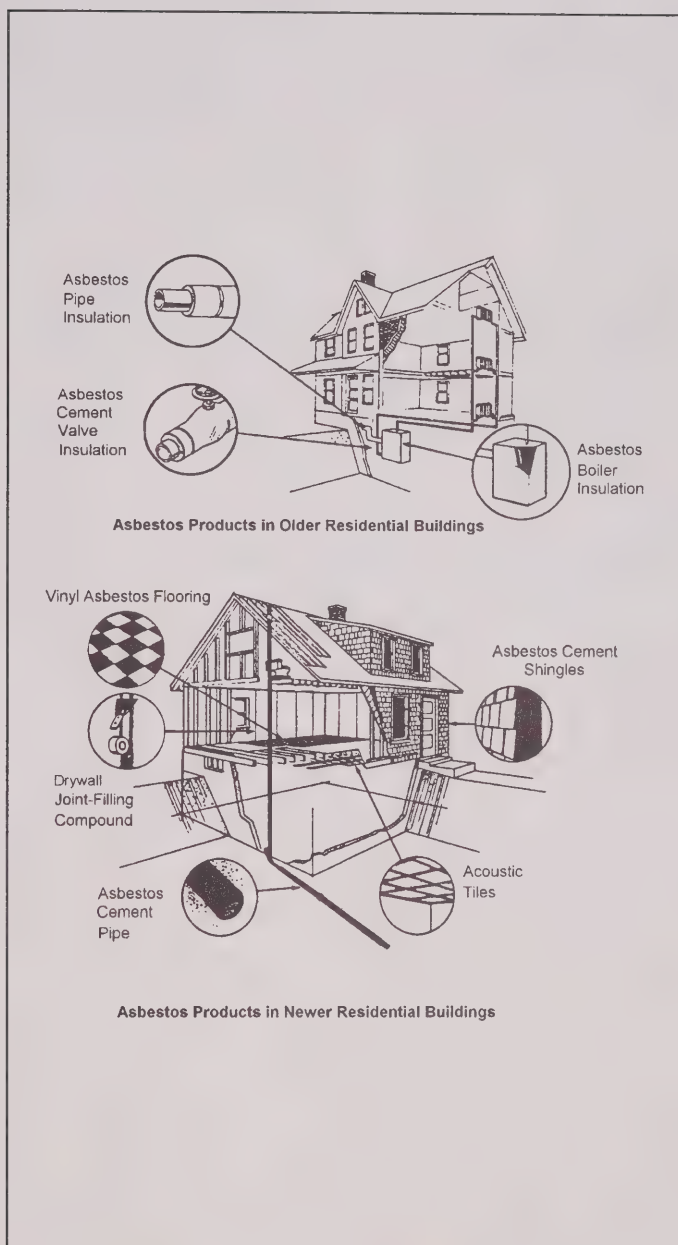 Asbestos
Pipe
Insulation
Asbestos
Cement
Valve
Insulation
Asbestos
Boiler
Insulation
Asbestos Products in Older Residential Buildings
Vinyl Asbestos Flooring
Asbestos Cement
Shingles
Drywall
Joint-Filling
Compound
Asbestos
Cement
Pipe
Acoustic
Tiles
Asbestos Products in Newer Residential Buildings